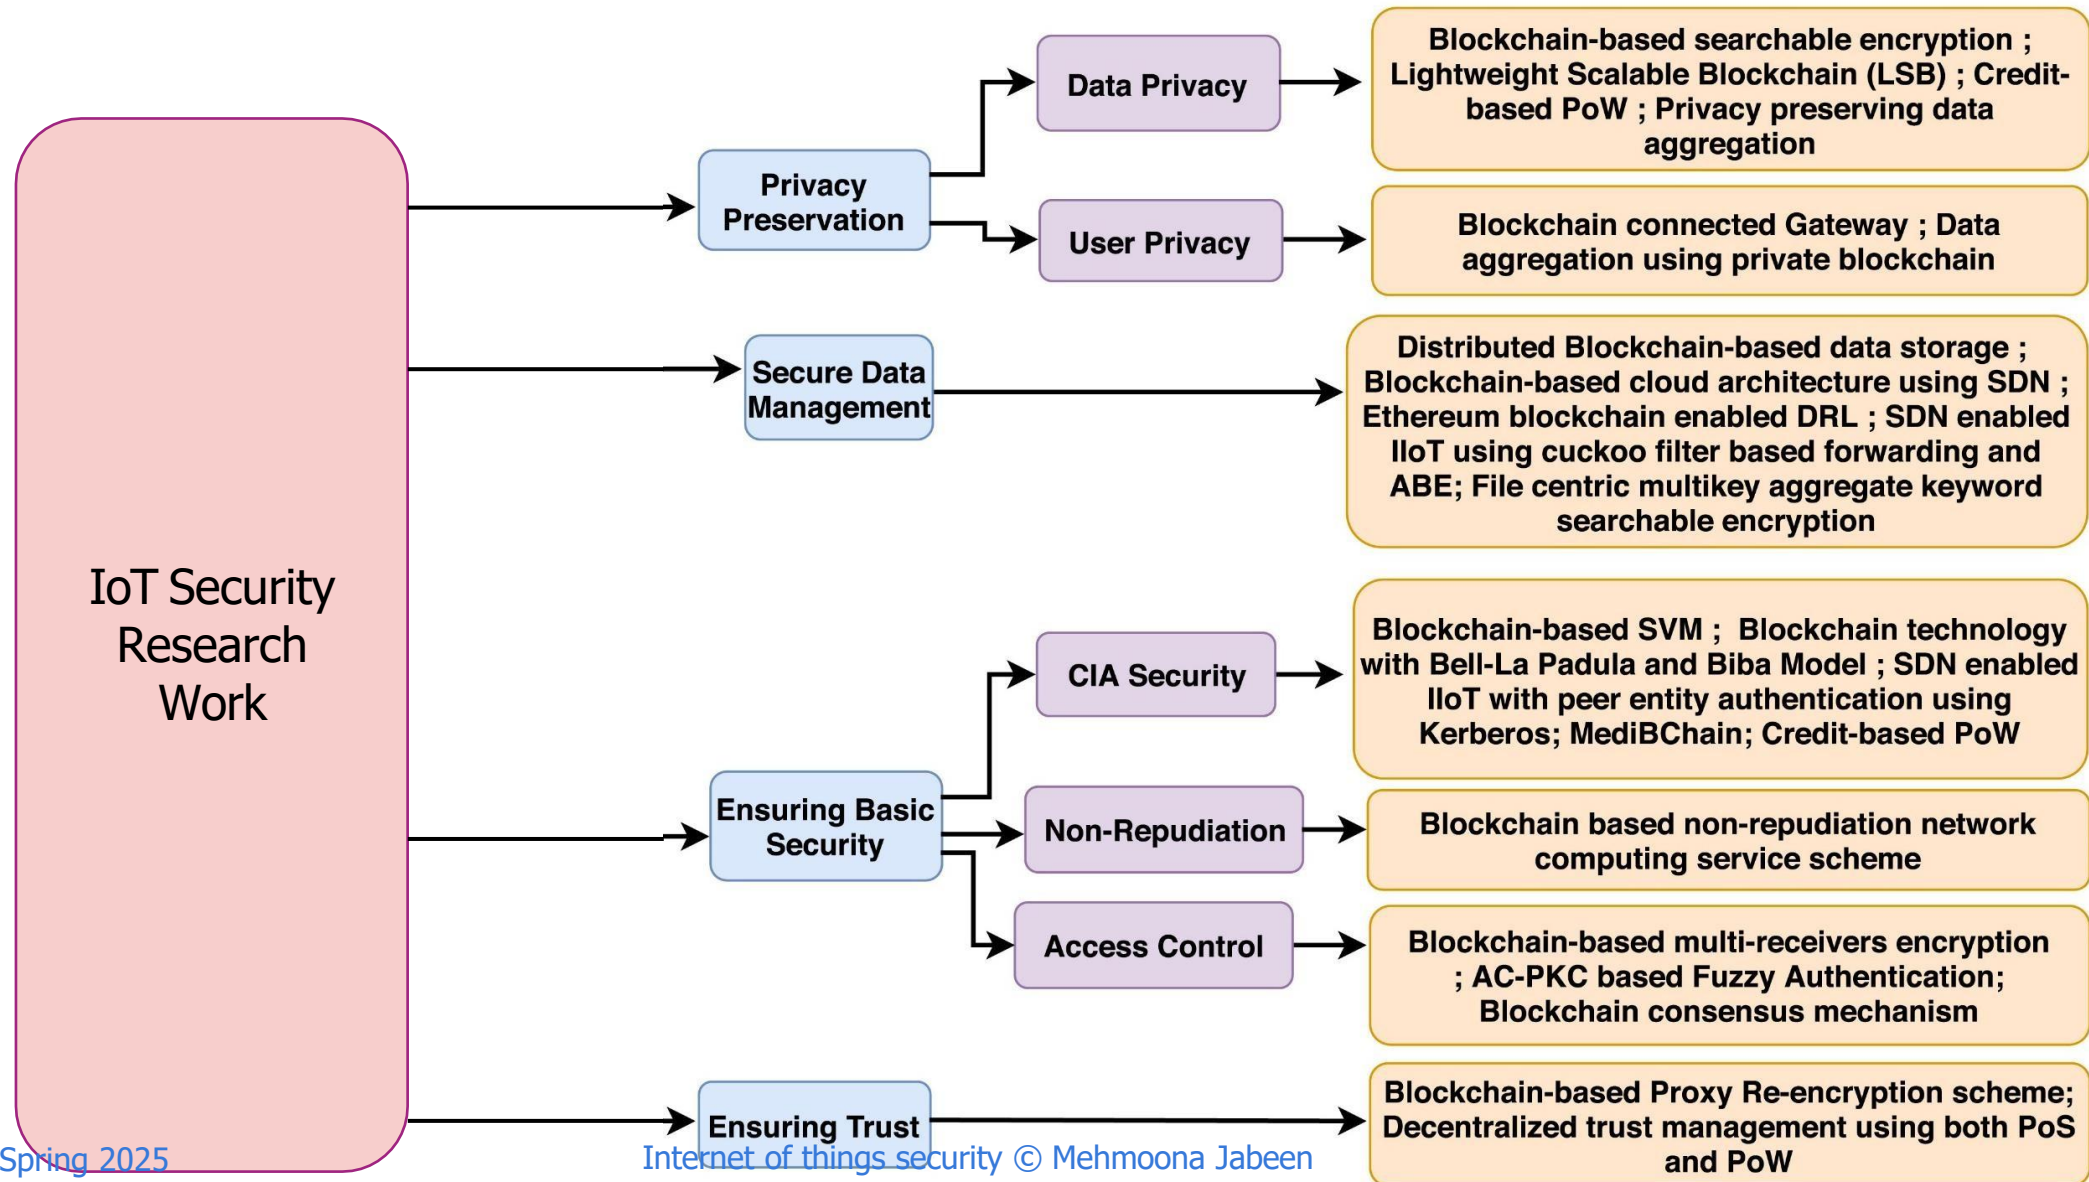 IoT Security
Research
Work
Privacy
Preservation
Data Privacy
Blockchain-based searchable encryption ;
Lightweight Scalable Blockchain (LSB) ; Credit-
based PoW ; Privacy preserving data
aggregation
User Privacy
Blockchain connected Gateway ; Data
aggregation using private blockchain
Secure Data
Management
Distributed Blockchain-based data storage ;
Blockchain-based cloud architecture using SDN ;
Ethereum blockchain enabled DRL ; SDN enabled
IIoT using cuckoo filter based forwarding and
ABE; File centric multikey aggregate keyword
searchable encryption
Ensuring Basic
Security
CIA Security
Blockchain-based SVM ; Blockchain technology
with Bell-La Padula and Biba Model ; SDN enabled
IIoT with peer entity authentication using
Kerberos; MediBChain; Credit-based PoW
Non-Repudiation
Blockchain based non-repudiation network
computing service scheme
Access Control
Blockchain-based multi-receivers encryption
; AC-PKC based Fuzzy Authentication;
Blockchain consensus mechanism
Ensuring Trust
Blockchain-based Proxy Re-encryption scheme;
Decentralized trust management using both PoS
and PoW
Spring 2025
Internet of things security © Mehmoona Jabeen